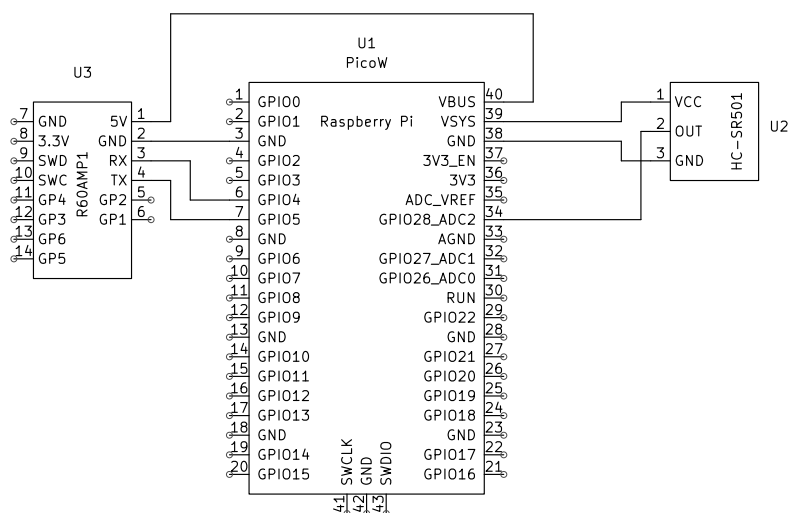 U3
7 GND 5V 1
8 3.3V GND 2
9 SWD RX 3
10 SWC TX 4
11 GP4 GP2 5
12 GP3 GP1 6
13 GP6
14 GP5
R60AMP1
U1
PicoW
Raspberry Pi
1 GPIO0 VBUS 40
2 GPIO1 VSYS 39
3 GND GND 38
4 GPIO2 3V3_EN 37
5 GPIO3 3V3 36
6 GPIO4 ADC_VREF 35
7 GPIO5 GPIO28_ADC2 34
8 GND AGND 33
9 GPIO6 GPIO27_ADC1 32
10 GPIO7 GPIO26_ADC0 31
11 GPIO8 RUN 30
12 GPIO9 GPIO22 29
13 GND GND 28
14 GPIO10 GPIO21 27
15 GPIO11 GPIO20 26
16 GPIO12 GPIO19 25
17 GPIO13 GPIO18 24
18 GND GND 23
19 GPIO14 GPIO17 22
20 GPIO15 GPIO16 21
SWCLK 41
GND 42
SWDIO 43
1 VCC
2 OUT
3 GND
HC-SR501
U2